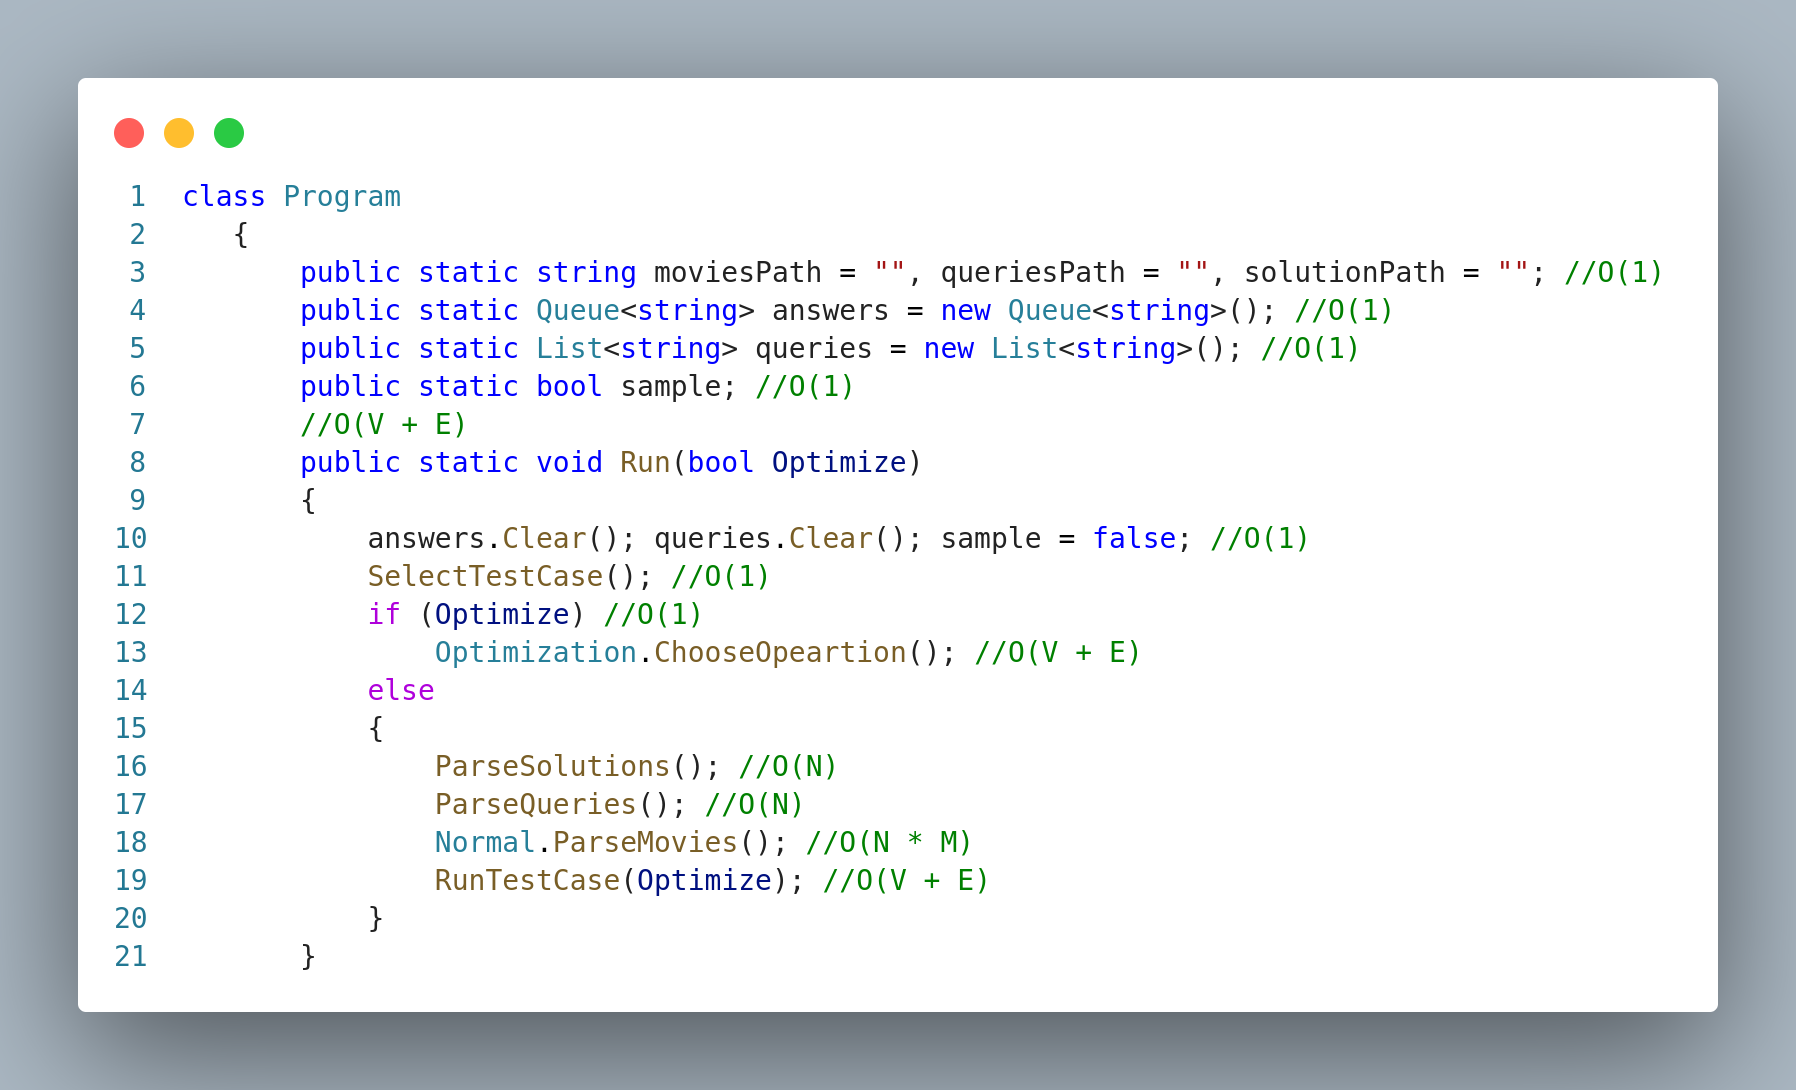 1 class Program
2    {
3        public static string moviesPath = "", queriesPath = "", solutionPath = ""; //O(1)
4        public static Queue<string> answers = new Queue<string>(); //O(1)
5        public static List<string> queries = new List<string>(); //O(1)
6        public static bool sample; //O(1)
7        //O(V + E)
8        public static void Run(bool Optimize)
9        {
10            answers.Clear(); queries.Clear(); sample = false; //O(1)
11            SelectTestCase(); //O(1)
12            if (Optimize) //O(1)
13                Optimization.ChooseOpeartion(); //O(V + E)
14            else
15            {
16                ParseSolutions(); //O(N)
17                ParseQueries(); //O(N)
18                Normal.ParseMovies(); //O(N * M)
19                RunTestCase(Optimize); //O(V + E)
20            }
21        }